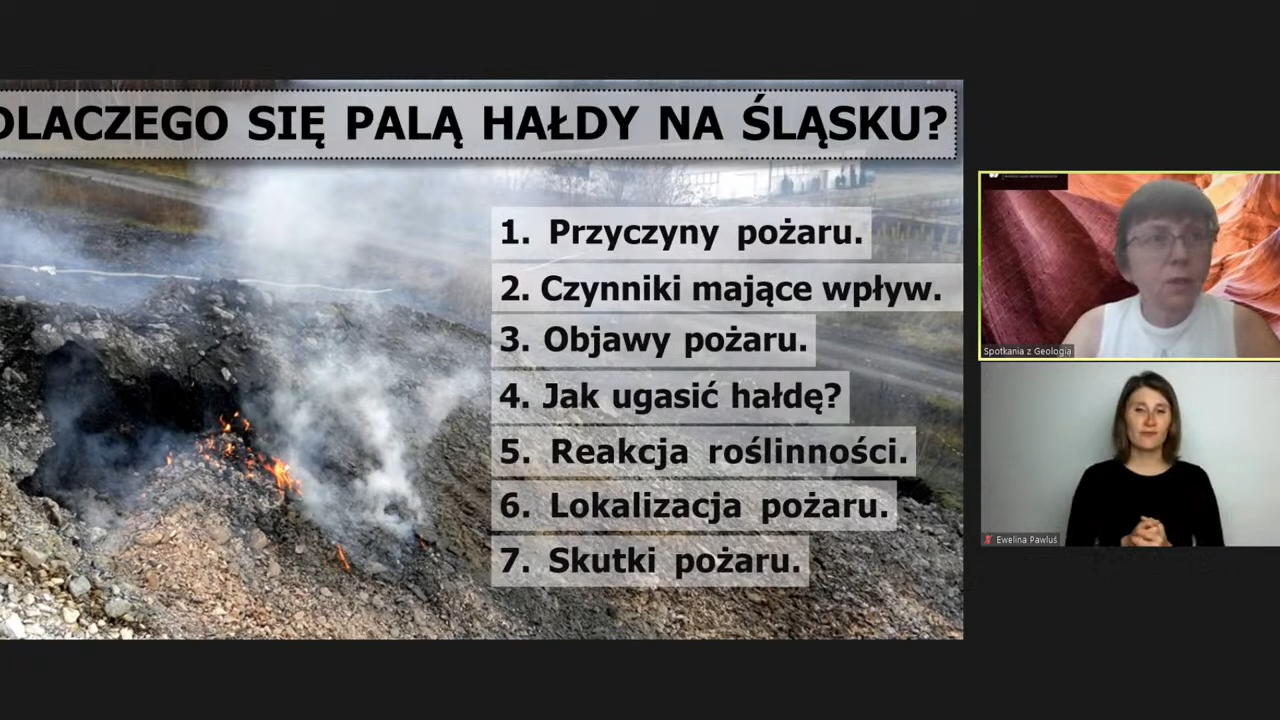 DLACZEGO SIĘ PALĄ HAŁDY NA ŚLĄSKU?
1. Przyczyny pożaru.
2. Czynniki mające wpływ.
3. Objawy pożaru.
4. Jak ugasić hałdę?
5. Reakcja roślinności.
6. Lokalizacja pożaru.
7. Skutki pożaru.
Spotkania z Geologią
Ewelina Pawluś